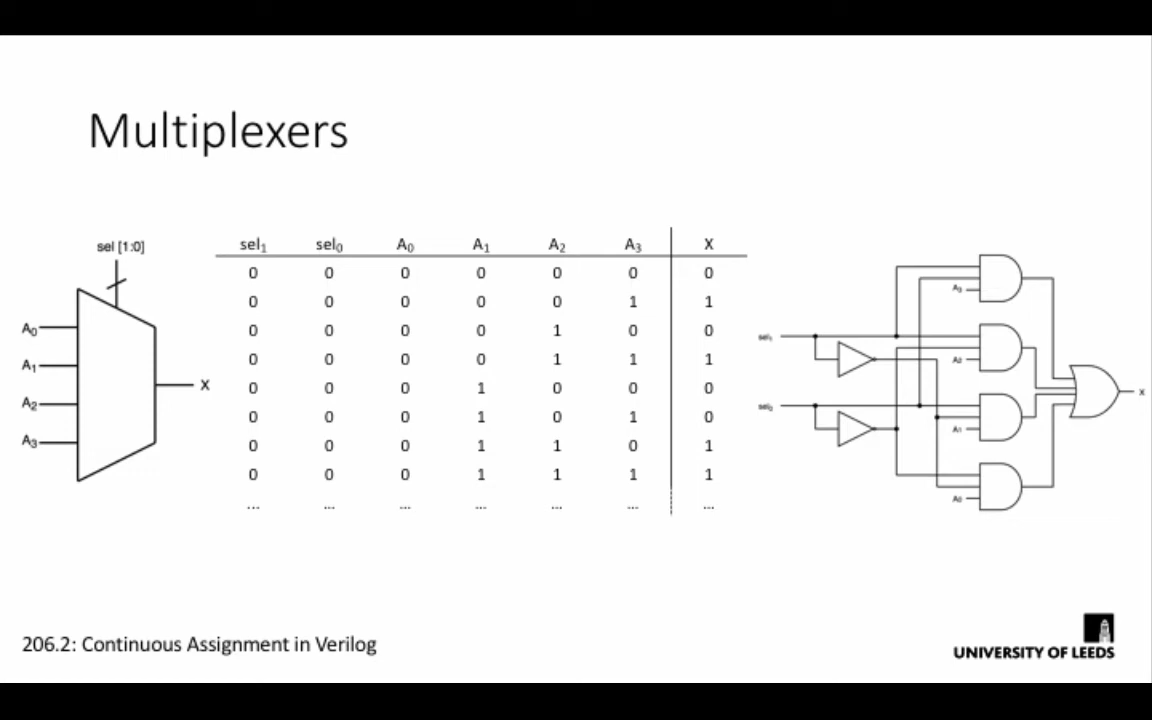 Multiplexers
sel [1:0]
A0
A1
A2
A3
X
sel1 sel0 A0 A1 A2 A3 X
0 0 0 0 0 0 0
0 0 0 0 0 1 1
0 0 0 0 1 0 0
0 0 0 0 1 1 1
0 0 0 1 0 0 0
0 0 0 1 0 1 0
0 0 0 1 1 0 1
0 0 0 1 1 1 1
... ... ... ... ... ... ...
sel1
sel0
A3
A2
A1
A0
X
206.2: Continuous Assignment in Verilog
UNIVERSITY OF LEEDS